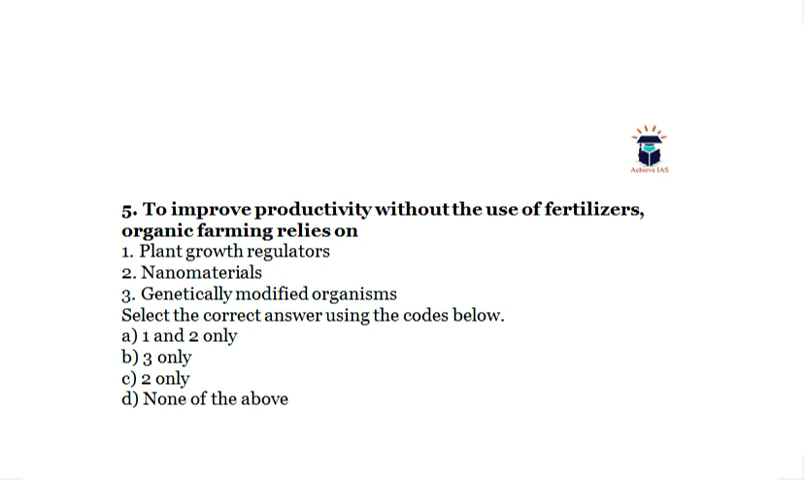 Achieve IAS
5. To improve productivity without the use of fertilizers,
organic farming relies on
1. Plant growth regulators
2. Nanomaterials
3. Genetically modified organisms
Select the correct answer using the codes below.
a) 1 and 2 only
b) 3 only
c) 2 only
d) None of the above